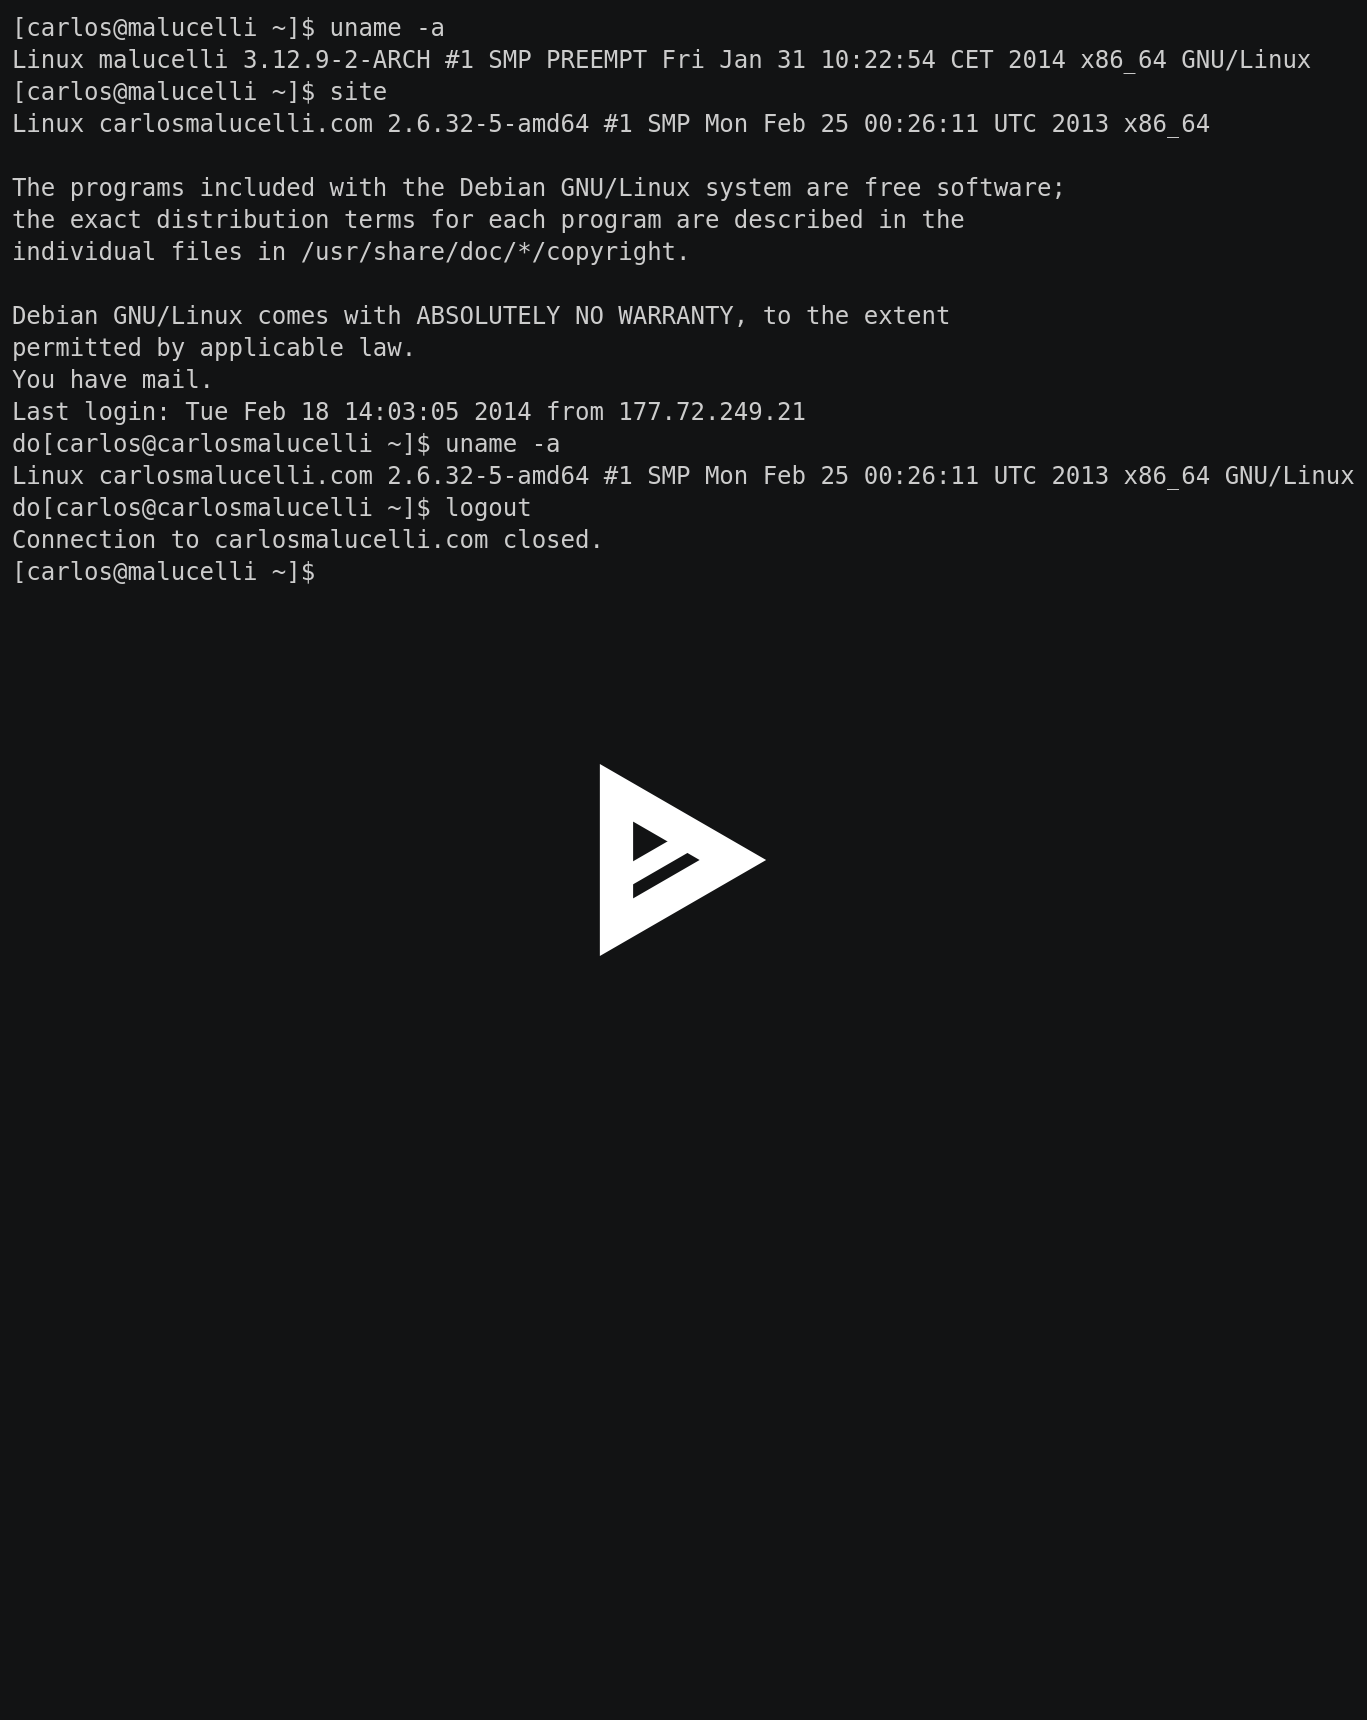 [carlos@malucelli ~]$ uname -a
Linux malucelli 3.12.9-2-ARCH #1 SMP PREEMPT Fri Jan 31 10:22:54 CET 2014 x86_64 GNU/Linux
[carlos@malucelli ~]$ site
Linux carlosmalucelli.com 2.6.32-5-amd64 #1 SMP Mon Feb 25 00:26:11 UTC 2013 x86_64

The programs included with the Debian GNU/Linux system are free software;
the exact distribution terms for each program are described in the
individual files in /usr/share/doc/*/copyright.

Debian GNU/Linux comes with ABSOLUTELY NO WARRANTY, to the extent
permitted by applicable law.
You have mail.
Last login: Tue Feb 18 14:03:05 2014 from 177.72.249.21
do[carlos@carlosmalucelli ~]$ uname -a
Linux carlosmalucelli.com 2.6.32-5-amd64 #1 SMP Mon Feb 25 00:26:11 UTC 2013 x86_64 GNU/Linux
do[carlos@carlosmalucelli ~]$ logout
Connection to carlosmalucelli.com closed.
[carlos@malucelli ~]$